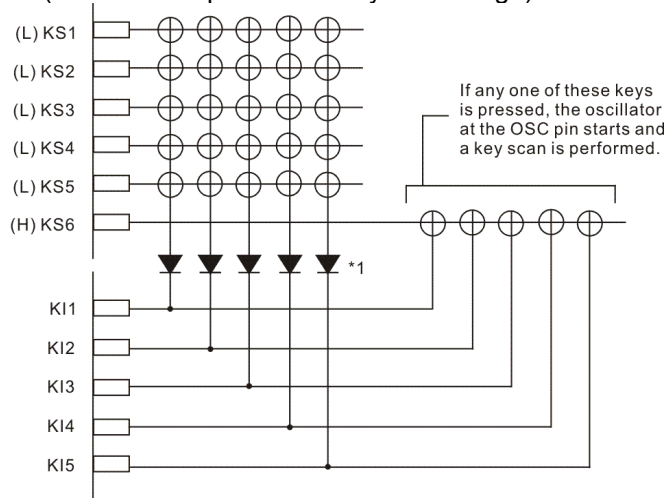 (L) KS1
(L) KS2
(L) KS3
(L) KS4
(L) KS5
(H) KS6
If any one of these keys
is pressed, the oscillator
at the OSC pin starts and
a key scan is performed.
*1
KI1
KI2
KI3
KI4
KI5